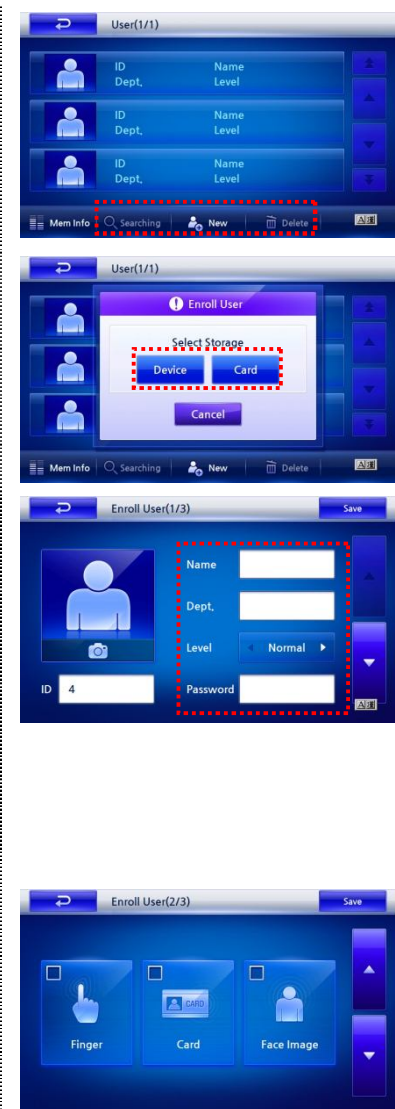 User(1/1)
ID Name
Dept. Level
ID Name
Dept. Level
ID Name
Dept. Level
Mem Info Searching New Delete
User(1/1)
Enroll User
Select Storage
Device Card
Cancel
Mem Info Searching New Delete
Enroll User(1/3) Save
Name
Dept.
Level Normal
ID 4 Password
Enroll User(2/3) Save
CARD
Finger Card Face Image